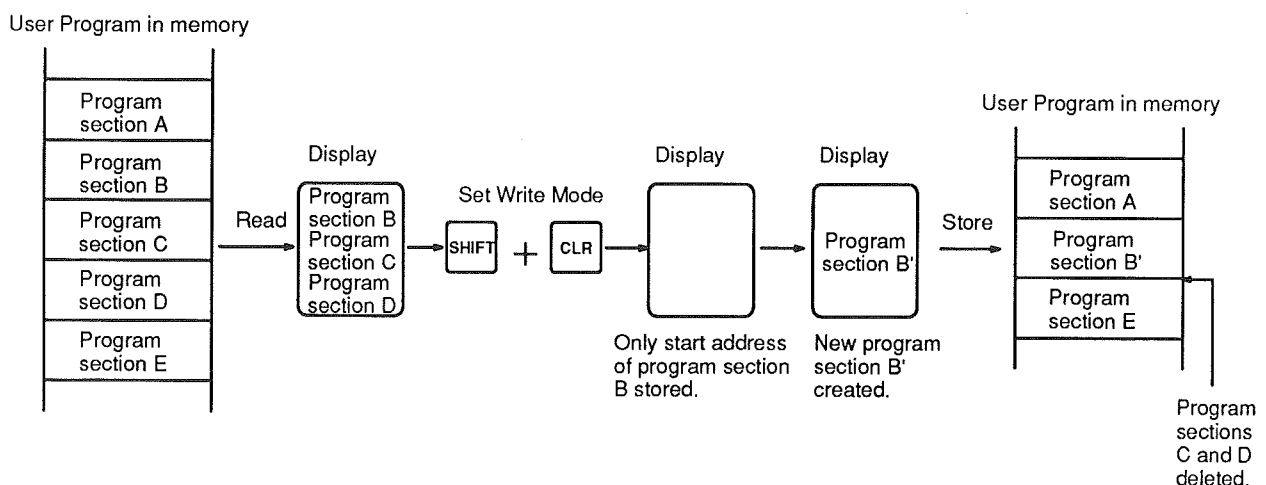 User Program in memory
Program
section A
Program
section B
Program
section C
Program
section D
Program
section E
Read
Display
Program
section B
Program
section C
Program
section D
Set Write Mode
SHIFT
+
CLR
Display
Only start address
of program section
B stored.
Display
Program
section B'
New program
section B'
created.
Store
User Program in memory
Program
section A
Program
section B'
Program
section E
Program
sections
C and D
deleted.